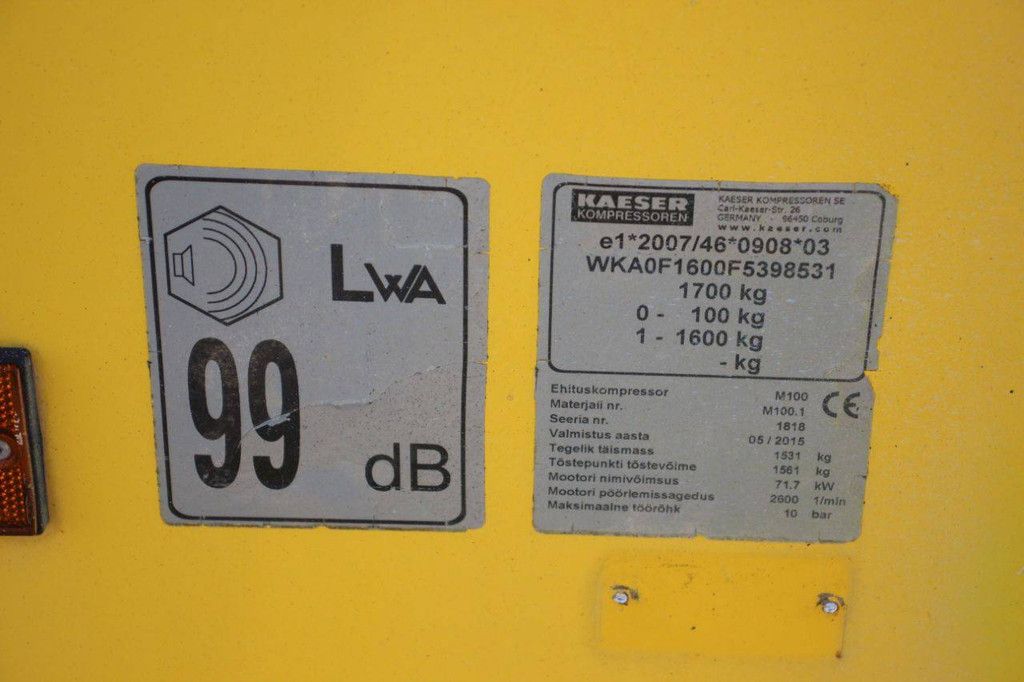 LWA
99
dB
KAESER
KOMPRESSOREN
KAESER KOMPRESSOREN SE
Carl-Kaeser-Str. 26
GERMANY - 96450 Coburg
www.kaeser.com
e1*2007/46*0908*03
WKA0F1600F5398531
1700 kg
0 - 100 kg
1 - 1600 kg
- kg
CE
Ehituskompressor M100
Materjali nr. M100.1
Seeria nr. 1818
Valmistus aasta 05 / 2015
Tegelik täismass 1531 kg
Tõstepunkti tõstevõime 1561 kg
Mootori nimivõimsus 71.7 kW
Mootori pöörlemissagedus 2600 1/min
Maksimaalne töörõhk 10 bar